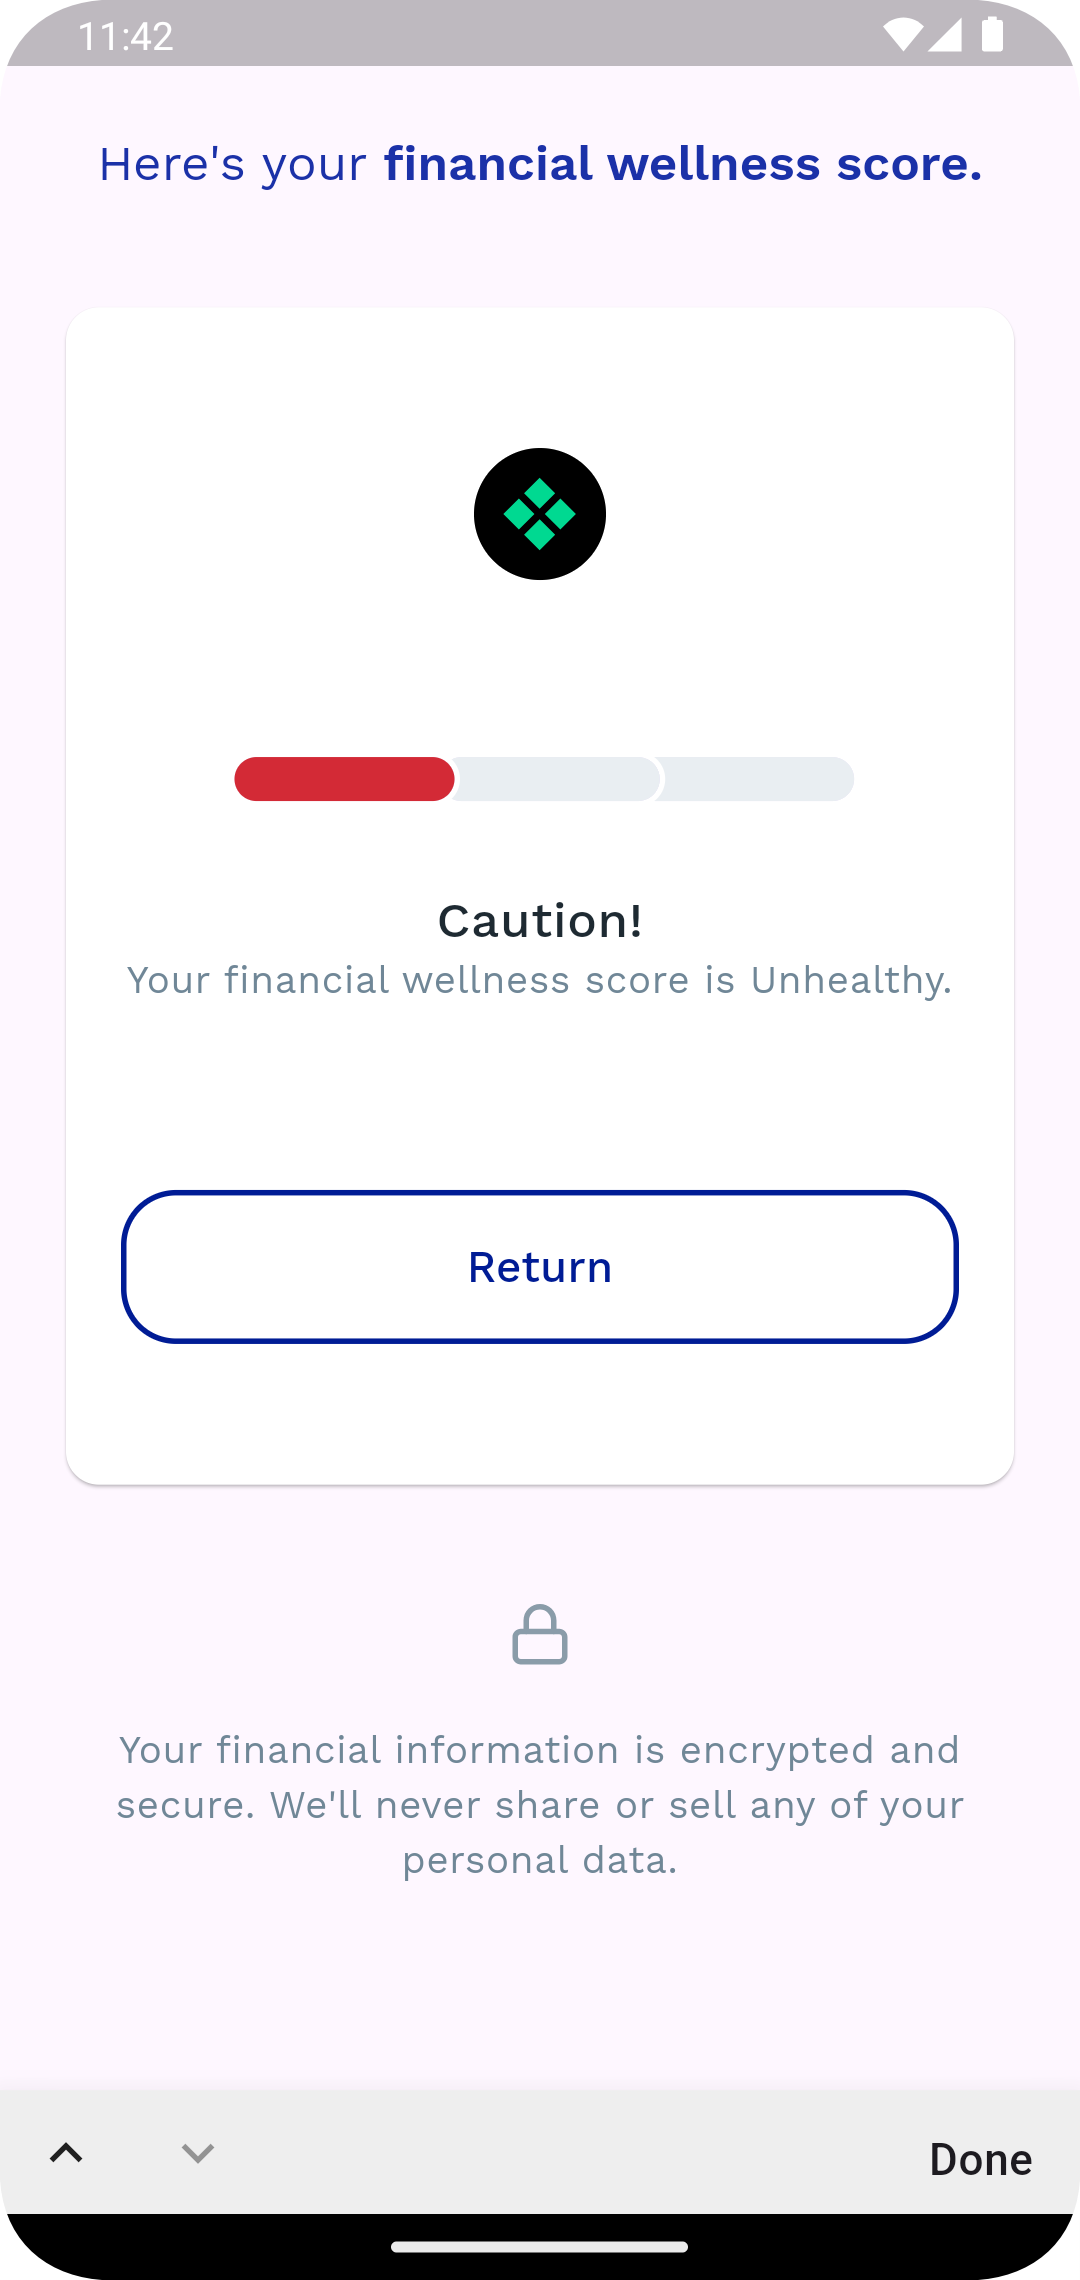 11:42
Here's your financial wellness score.
Caution!
Your financial wellness score is Unhealthy.
Return
Your financial information is encrypted and
secure. We'll never share or sell any of your
personal data.
Done